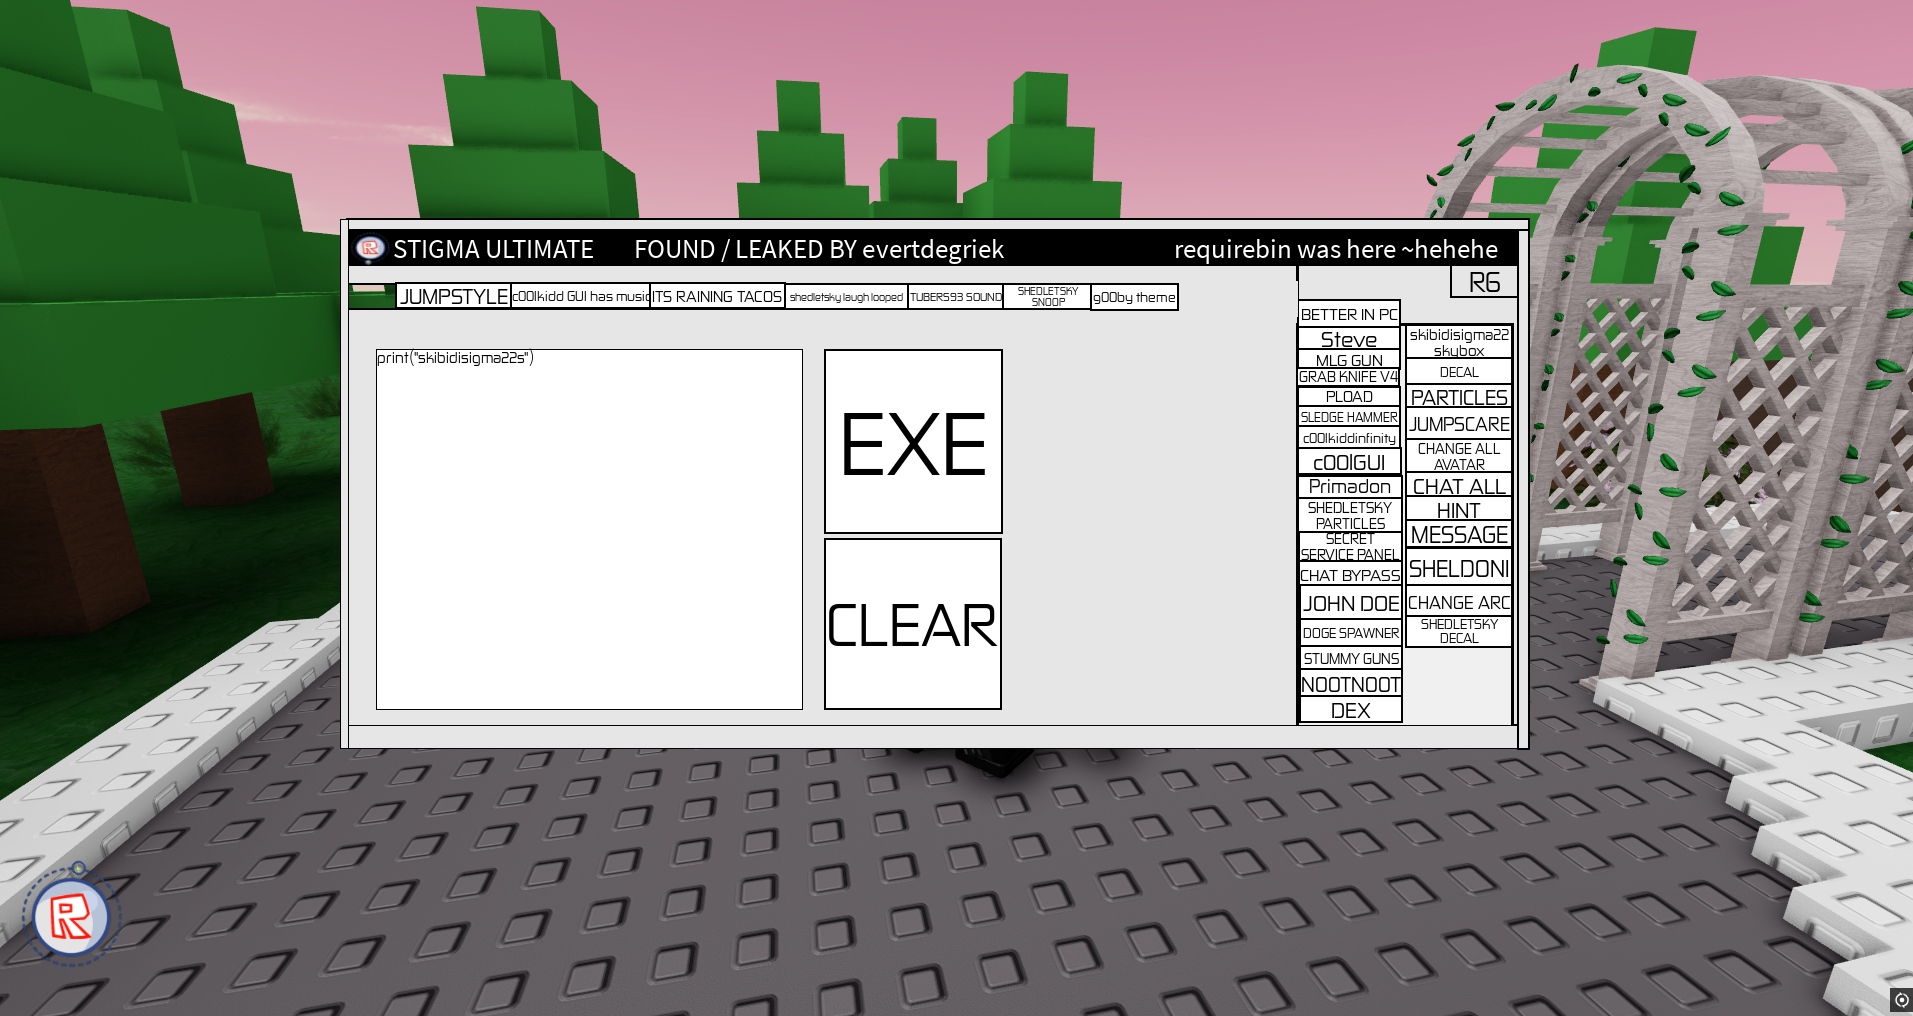 STIGMA ULTIMATE FOUND / LEAKED BY evertdegriek requirebin was here ~hehehe
R6
JUMPSTYLE
c00lkidd GUI has music
ITS RAINING TACOS
shedletsky laugh looped
TUBERS93 SOUND
SHEDLETSKY
SNOOP
g00by theme
print("skibidisigma22s")
EXE
CLEAR
BETTER IN PC
Steve
MLG GUN
GRAB KNIFE V4
PLOAD
SLEDGE HAMMER
c00lkiddinfinity
c00lGUI
Primadon
SHEDLETSKY
PARTICLES
SECRET
SERVICE PANEL
CHAT BYPASS
JOHN DOE
DOGE SPAWNER
STUMMY GUNS
NOOTNOOT
DEX
skibidisigma22
skybox
DECAL
PARTICLES
JUMPSCARE
CHANGE ALL
AVATAR
CHAT ALL
HINT
MESSAGE
SHELDONI
CHANGE ARC
SHEDLETSKY
DECAL